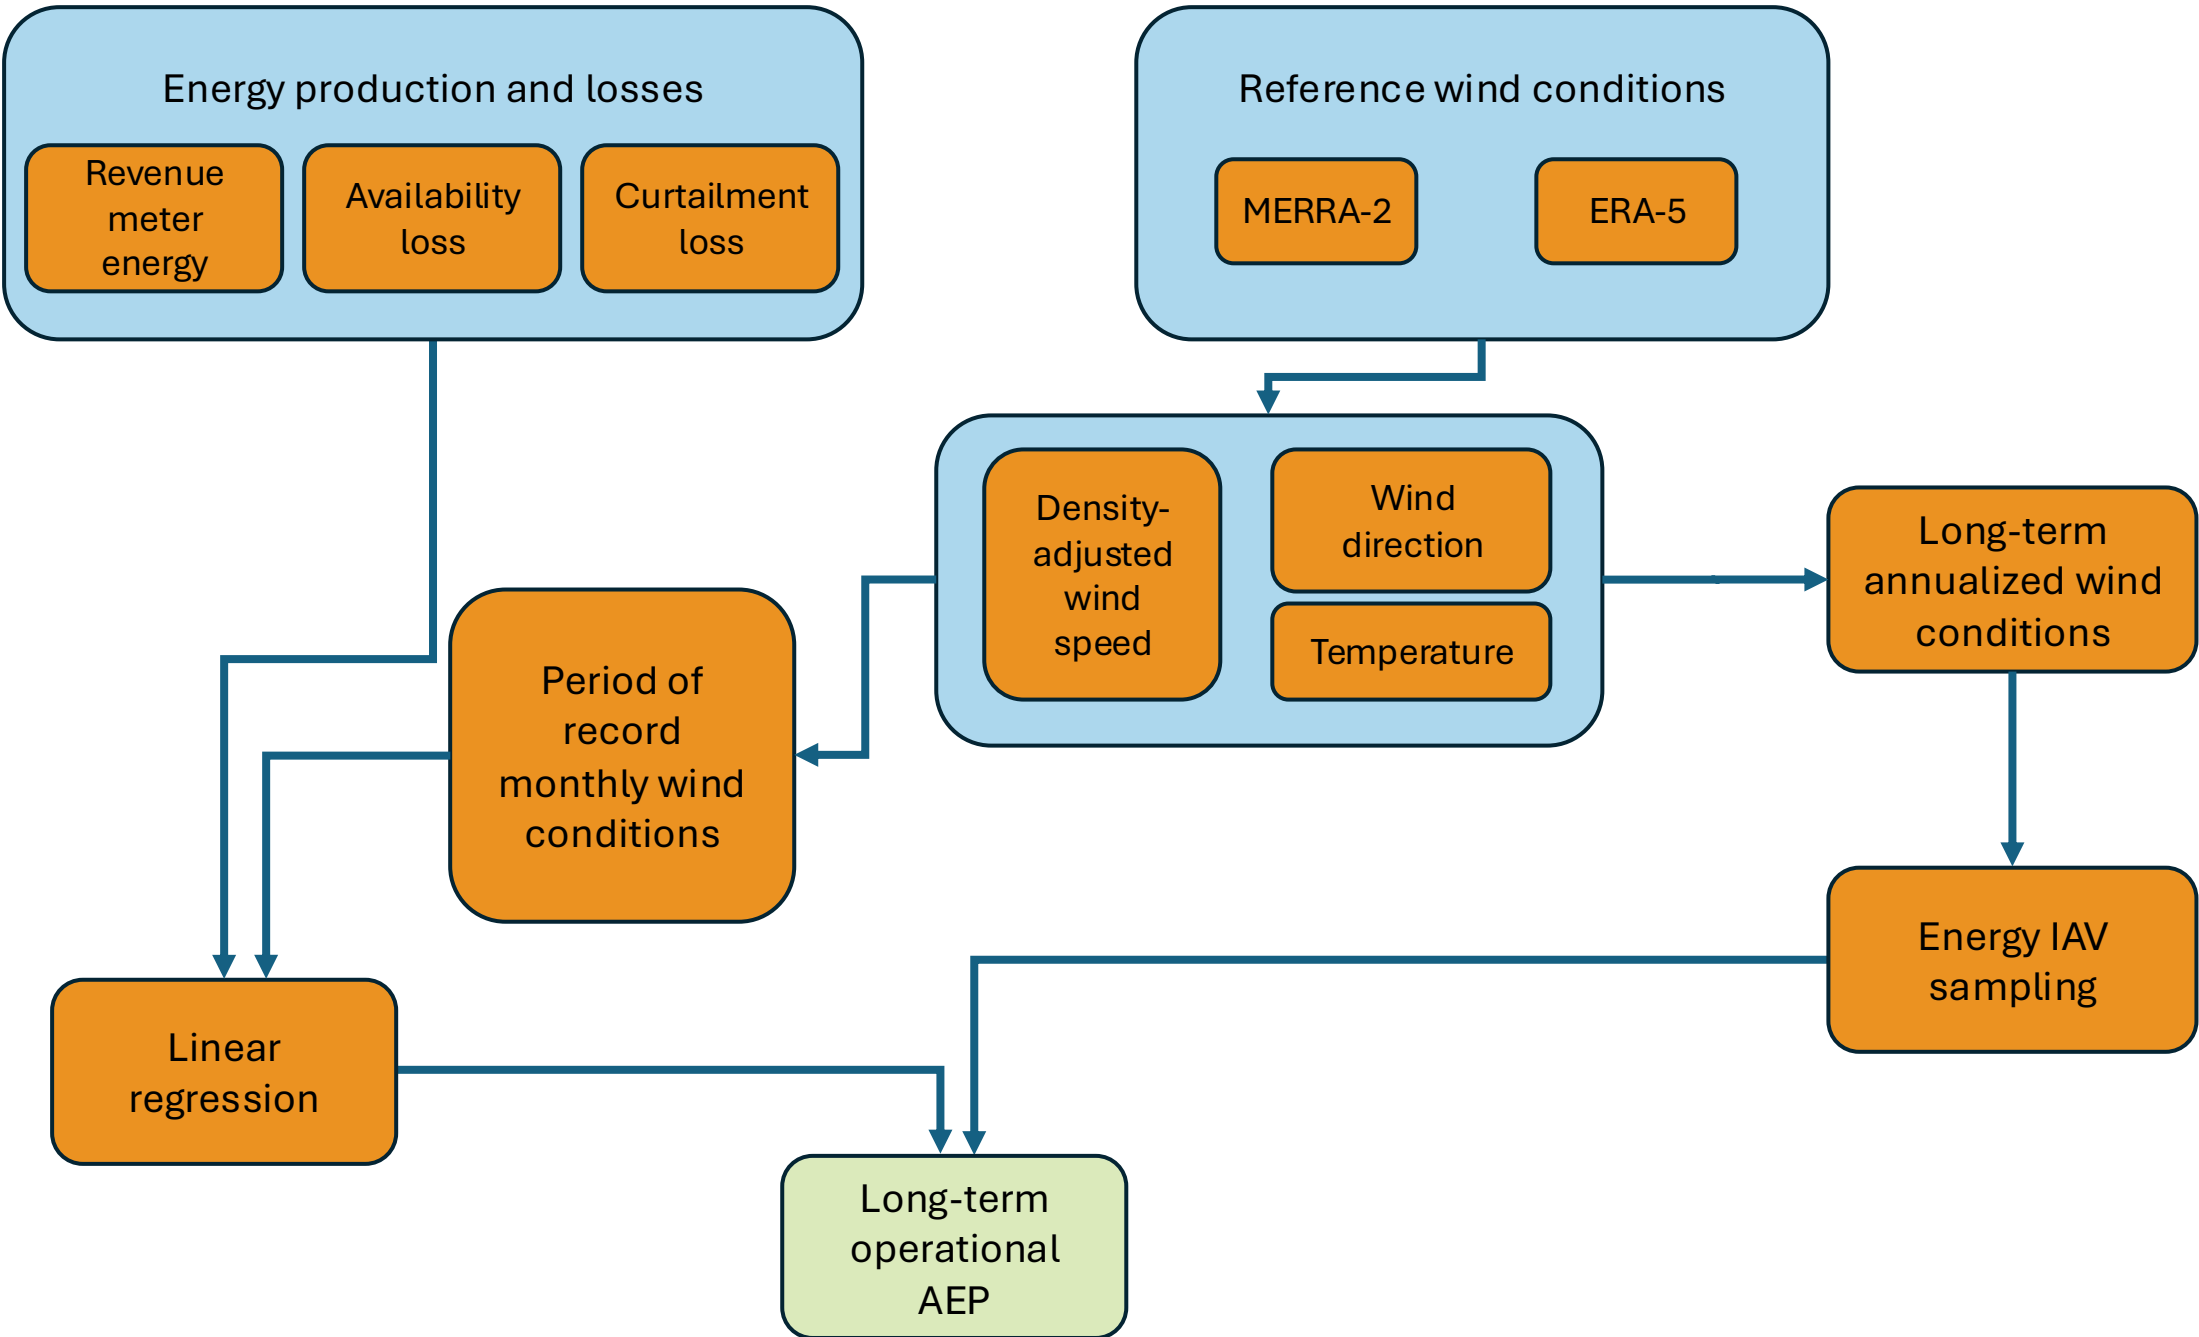 Energy production and losses
Revenue
meter
energy
Availability
loss
Curtailment
loss
Reference wind conditions
MERRA-2
ERA-5
Density-
adjusted
wind
speed
Wind
direction
Temperature
Long-term
annualized wind
conditions
Period of
record
monthly wind
conditions
Energy IAV
sampling
Linear
regression
Long-term
operational
AEP